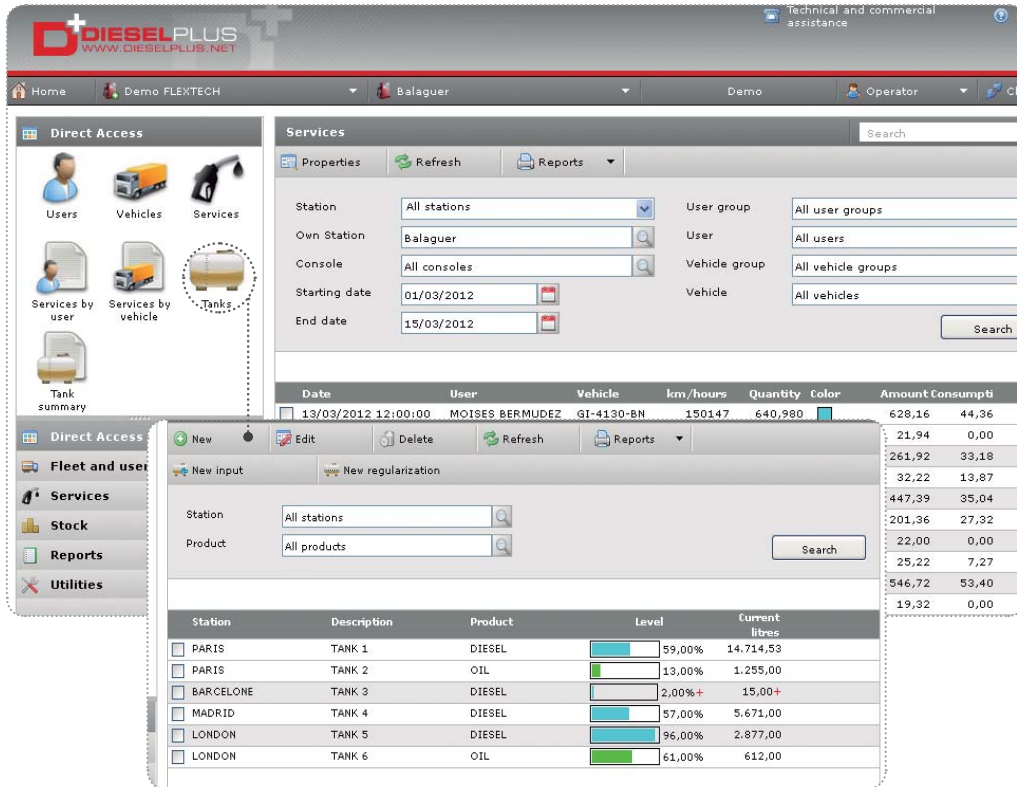 DIESELPLUS
WWW.DIESELPLUS.NET
Technical and commercial
assistance
Home
Demo FLEXTECH
Balaguer
Demo
Operator
Direct Access
Users
Vehicles
Services
Services by
user
Services by
vehicle
Tanks
Tank
summary
Direct Access
Fleet and user
Services
Stock
Reports
Utilities
Services
Search
Properties
Refresh
Reports
Station
All stations
User group
All user groups
Own Station
Balaguer
User
All users
Console
All consoles
Vehicle group
All vehicle groups
Starting date
01/03/2012
Vehicle
All vehicles
End date
15/03/2012
Search
Date User Vehicle km/hours Quantity Color Amount Consumpti
13/03/2012 12:00:00 MOISES BERMUDEZ GI-4130-BN 150147 640,980 628,16 44,36
21,94 0,00
261,92 33,18
32,22 13,87
447,39 35,04
201,36 27,32
22,00 0,00
25,22 7,27
546,72 53,40
19,32 0,00
New
Edit
Delete
Refresh
Reports
New input
New regularization
Station
All stations
Product
All products
Search
Station Description Product Level Current
litres
PARIS TANK 1 DIESEL 59,00% 14.714,53
PARIS TANK 2 OIL 13,00% 1.255,00
BARCELONE TANK 3 DIESEL 2,00%+ 15,00+
MADRID TANK 4 DIESEL 57,00% 5.671,00
LONDON TANK 5 DIESEL 96,00% 2.877,00
LONDON TANK 6 OIL 61,00% 612,00